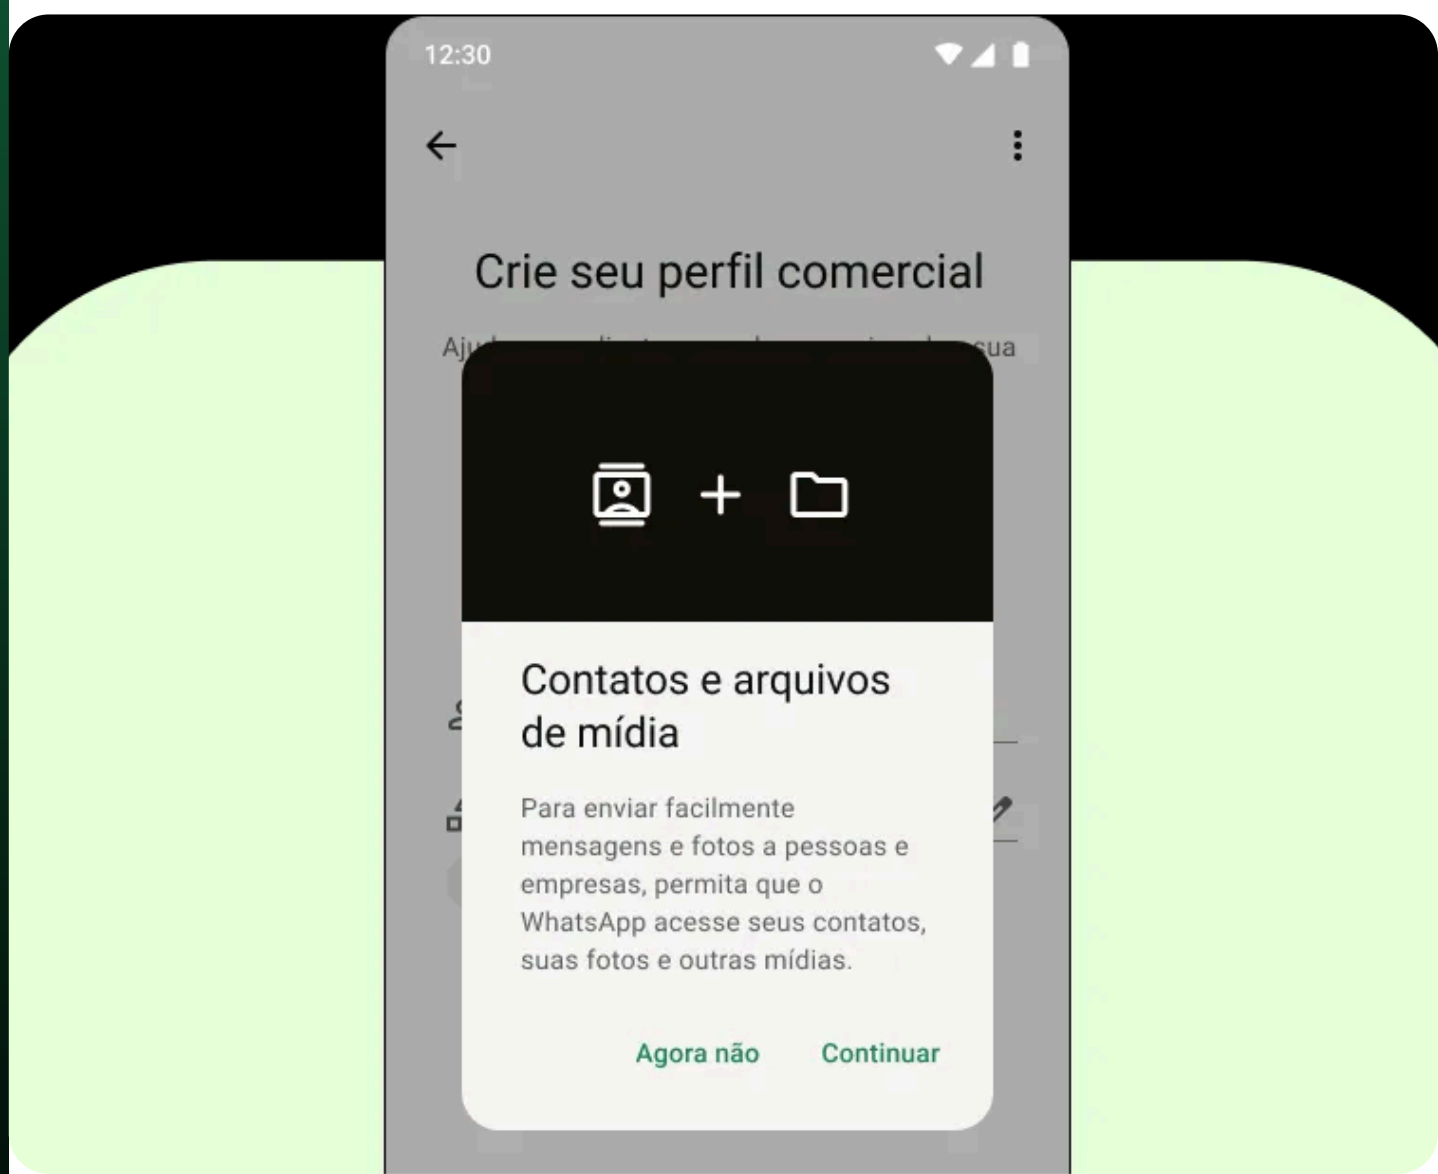 12:30
Crie seu perfil comercial
sua
Contatos e arquivos
de mídia
Para enviar facilmente
mensagens e fotos a pessoas e
empresas, permita que o
WhatsApp acesse seus contatos,
suas fotos e outras mídias.
Agora não
Continuar